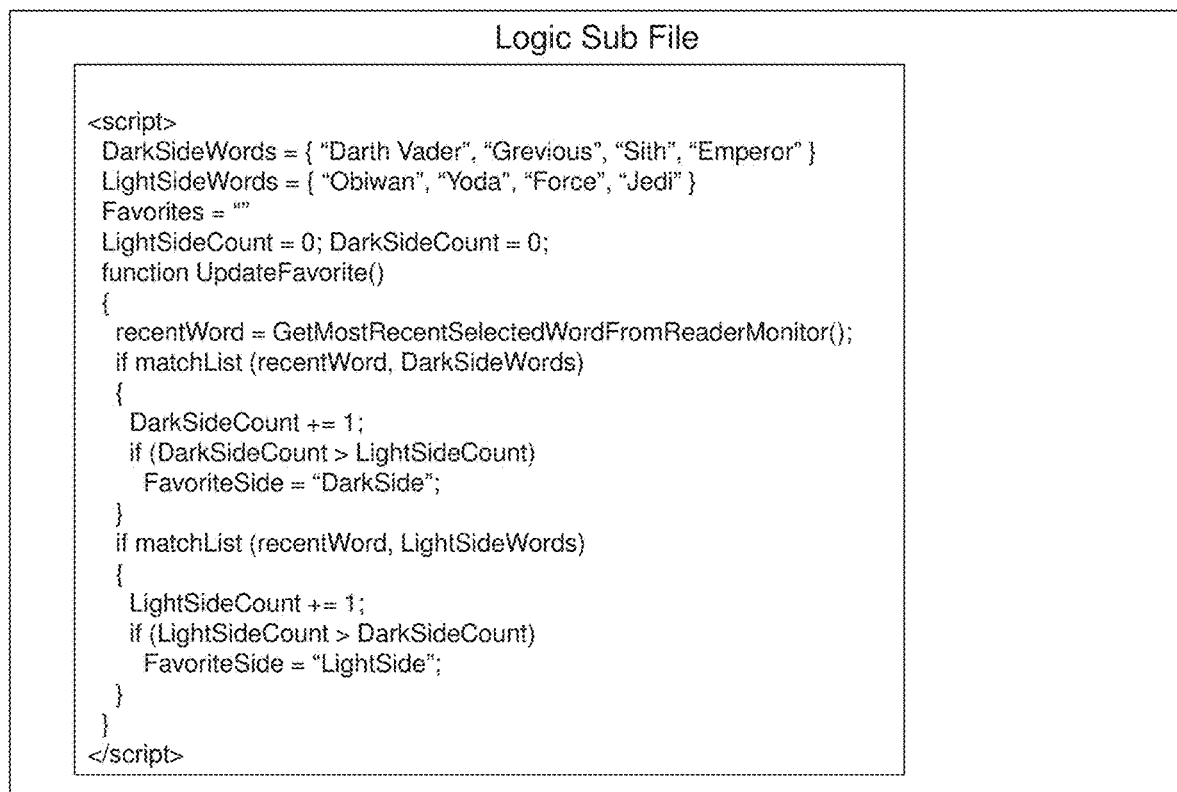 Logic Sub File
<script>
DarkSideWords = { “Darth Vader”, “Grevious”, “Sith”, “Emperor” }
LightSideWords = { “Obiwan”, “Yoda”, “Force”, “Jedi” }
Favorites = “”
LightSideCount = 0; DarkSideCount = 0;
function UpdateFavorite()
{
recentWord = GetMostRecentSelectedWordFromReaderMonitor();
if matchList (recentWord, DarkSideWords)
{
DarkSideCount += 1;
if (DarkSideCount > LightSideCount)
FavoriteSide = “DarkSide”;
}
if matchList (recentWord, LightSideWords)
{
LightSideCount += 1;
if (LightSideCount > DarkSideCount)
FavoriteSide = “LightSide”;
}
}
</script>